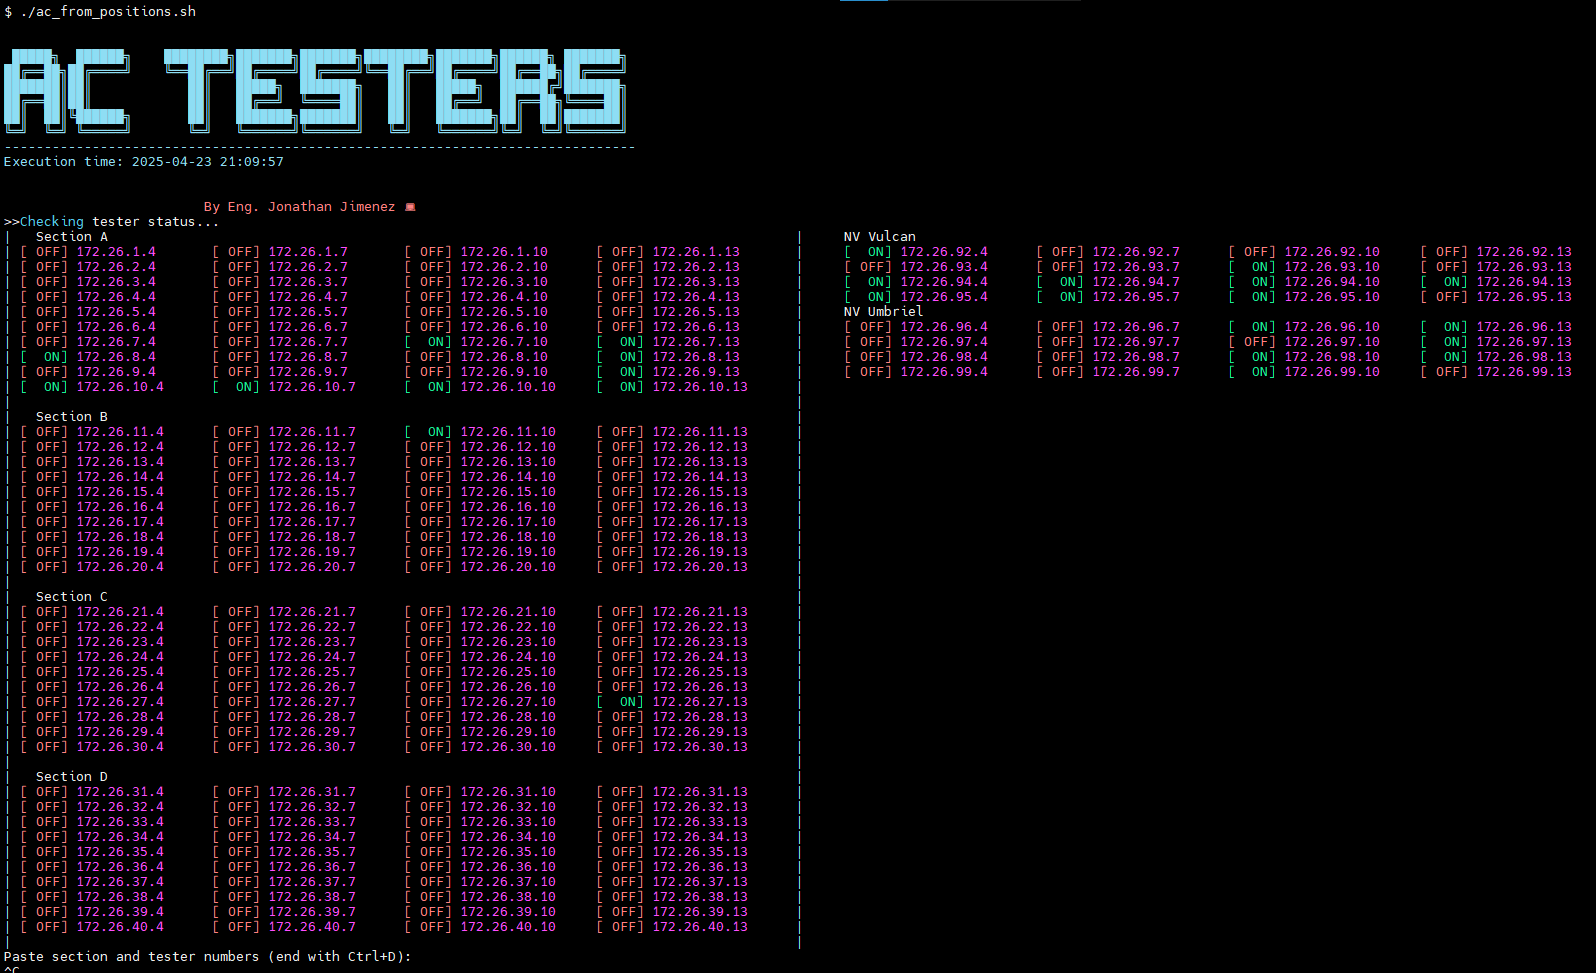 $ ./ac_from_positions.sh
AC TESTERS
-------------------------------------------------------------------------------
Execution time: 2025-04-23 21:09:57
By Eng. Jonathan Jimenez
>>Checking tester status...
| Section A | NV Vulcan
| [ OFF] 172.26.1.4 [ OFF] 172.26.1.7 [ OFF] 172.26.1.10 [ OFF] 172.26.1.13 | [ ON] 172.26.92.4 [ OFF] 172.26.92.7 [ OFF] 172.26.92.10 [ OFF] 172.26.92.13
| [ OFF] 172.26.2.4 [ OFF] 172.26.2.7 [ OFF] 172.26.2.10 [ OFF] 172.26.2.13 | [ OFF] 172.26.93.4 [ OFF] 172.26.93.7 [ ON] 172.26.93.10 [ OFF] 172.26.93.13
| [ OFF] 172.26.3.4 [ OFF] 172.26.3.7 [ OFF] 172.26.3.10 [ OFF] 172.26.3.13 | [ ON] 172.26.94.4 [ ON] 172.26.94.7 [ ON] 172.26.94.10 [ ON] 172.26.94.13
| [ OFF] 172.26.4.4 [ OFF] 172.26.4.7 [ OFF] 172.26.4.10 [ OFF] 172.26.4.13 | [ ON] 172.26.95.4 [ ON] 172.26.95.7 [ ON] 172.26.95.10 [ OFF] 172.26.95.13
| [ OFF] 172.26.5.4 [ OFF] 172.26.5.7 [ OFF] 172.26.5.10 [ OFF] 172.26.5.13 | NV Umbriel
| [ OFF] 172.26.6.4 [ OFF] 172.26.6.7 [ OFF] 172.26.6.10 [ OFF] 172.26.6.13 | [ OFF] 172.26.96.4 [ OFF] 172.26.96.7 [ ON] 172.26.96.10 [ ON] 172.26.96.13
| [ OFF] 172.26.7.4 [ OFF] 172.26.7.7 [ ON] 172.26.7.10 [ ON] 172.26.7.13 | [ OFF] 172.26.97.4 [ OFF] 172.26.97.7 [ OFF] 172.26.97.10 [ ON] 172.26.97.13
| [ ON] 172.26.8.4 [ OFF] 172.26.8.7 [ OFF] 172.26.8.10 [ ON] 172.26.8.13 | [ OFF] 172.26.98.4 [ OFF] 172.26.98.7 [ ON] 172.26.98.10 [ ON] 172.26.98.13
| [ OFF] 172.26.9.4 [ OFF] 172.26.9.7 [ OFF] 172.26.9.10 [ ON] 172.26.9.13 | [ OFF] 172.26.99.4 [ OFF] 172.26.99.7 [ ON] 172.26.99.10 [ OFF] 172.26.99.13
| [ ON] 172.26.10.4 [ ON] 172.26.10.7 [ ON] 172.26.10.10 [ ON] 172.26.10.13 |
| |
| Section B |
| [ OFF] 172.26.11.4 [ OFF] 172.26.11.7 [ ON] 172.26.11.10 [ OFF] 172.26.11.13 |
| [ OFF] 172.26.12.4 [ OFF] 172.26.12.7 [ OFF] 172.26.12.10 [ OFF] 172.26.12.13 |
| [ OFF] 172.26.13.4 [ OFF] 172.26.13.7 [ OFF] 172.26.13.10 [ OFF] 172.26.13.13 |
| [ OFF] 172.26.14.4 [ OFF] 172.26.14.7 [ OFF] 172.26.14.10 [ OFF] 172.26.14.13 |
| [ OFF] 172.26.15.4 [ OFF] 172.26.15.7 [ OFF] 172.26.15.10 [ OFF] 172.26.15.13 |
| [ OFF] 172.26.16.4 [ OFF] 172.26.16.7 [ OFF] 172.26.16.10 [ OFF] 172.26.16.13 |
| [ OFF] 172.26.17.4 [ OFF] 172.26.17.7 [ OFF] 172.26.17.10 [ OFF] 172.26.17.13 |
| [ OFF] 172.26.18.4 [ OFF] 172.26.18.7 [ OFF] 172.26.18.10 [ OFF] 172.26.18.13 |
| [ OFF] 172.26.19.4 [ OFF] 172.26.19.7 [ OFF] 172.26.19.10 [ OFF] 172.26.19.13 |
| [ OFF] 172.26.20.4 [ OFF] 172.26.20.7 [ OFF] 172.26.20.10 [ OFF] 172.26.20.13 |
| |
| Section C |
| [ OFF] 172.26.21.4 [ OFF] 172.26.21.7 [ OFF] 172.26.21.10 [ OFF] 172.26.21.13 |
| [ OFF] 172.26.22.4 [ OFF] 172.26.22.7 [ OFF] 172.26.22.10 [ OFF] 172.26.22.13 |
| [ OFF] 172.26.23.4 [ OFF] 172.26.23.7 [ OFF] 172.26.23.10 [ OFF] 172.26.23.13 |
| [ OFF] 172.26.24.4 [ OFF] 172.26.24.7 [ OFF] 172.26.24.10 [ OFF] 172.26.24.13 |
| [ OFF] 172.26.25.4 [ OFF] 172.26.25.7 [ OFF] 172.26.25.10 [ OFF] 172.26.25.13 |
| [ OFF] 172.26.26.4 [ OFF] 172.26.26.7 [ OFF] 172.26.26.10 [ OFF] 172.26.26.13 |
| [ OFF] 172.26.27.4 [ OFF] 172.26.27.7 [ OFF] 172.26.27.10 [ ON] 172.26.27.13 |
| [ OFF] 172.26.28.4 [ OFF] 172.26.28.7 [ OFF] 172.26.28.10 [ OFF] 172.26.28.13 |
| [ OFF] 172.26.29.4 [ OFF] 172.26.29.7 [ OFF] 172.26.29.10 [ OFF] 172.26.29.13 |
| [ OFF] 172.26.30.4 [ OFF] 172.26.30.7 [ OFF] 172.26.30.10 [ OFF] 172.26.30.13 |
| |
| Section D |
| [ OFF] 172.26.31.4 [ OFF] 172.26.31.7 [ OFF] 172.26.31.10 [ OFF] 172.26.31.13 |
| [ OFF] 172.26.32.4 [ OFF] 172.26.32.7 [ OFF] 172.26.32.10 [ OFF] 172.26.32.13 |
| [ OFF] 172.26.33.4 [ OFF] 172.26.33.7 [ OFF] 172.26.33.10 [ OFF] 172.26.33.13 |
| [ OFF] 172.26.34.4 [ OFF] 172.26.34.7 [ OFF] 172.26.34.10 [ OFF] 172.26.34.13 |
| [ OFF] 172.26.35.4 [ OFF] 172.26.35.7 [ OFF] 172.26.35.10 [ OFF] 172.26.35.13 |
| [ OFF] 172.26.36.4 [ OFF] 172.26.36.7 [ OFF] 172.26.36.10 [ OFF] 172.26.36.13 |
| [ OFF] 172.26.37.4 [ OFF] 172.26.37.7 [ OFF] 172.26.37.10 [ OFF] 172.26.37.13 |
| [ OFF] 172.26.38.4 [ OFF] 172.26.38.7 [ OFF] 172.26.38.10 [ OFF] 172.26.38.13 |
| [ OFF] 172.26.39.4 [ OFF] 172.26.39.7 [ OFF] 172.26.39.10 [ OFF] 172.26.39.13 |
| [ OFF] 172.26.40.4 [ OFF] 172.26.40.7 [ OFF] 172.26.40.10 [ OFF] 172.26.40.13 |
| |
Paste section and tester numbers (end with Ctrl+D):
^C